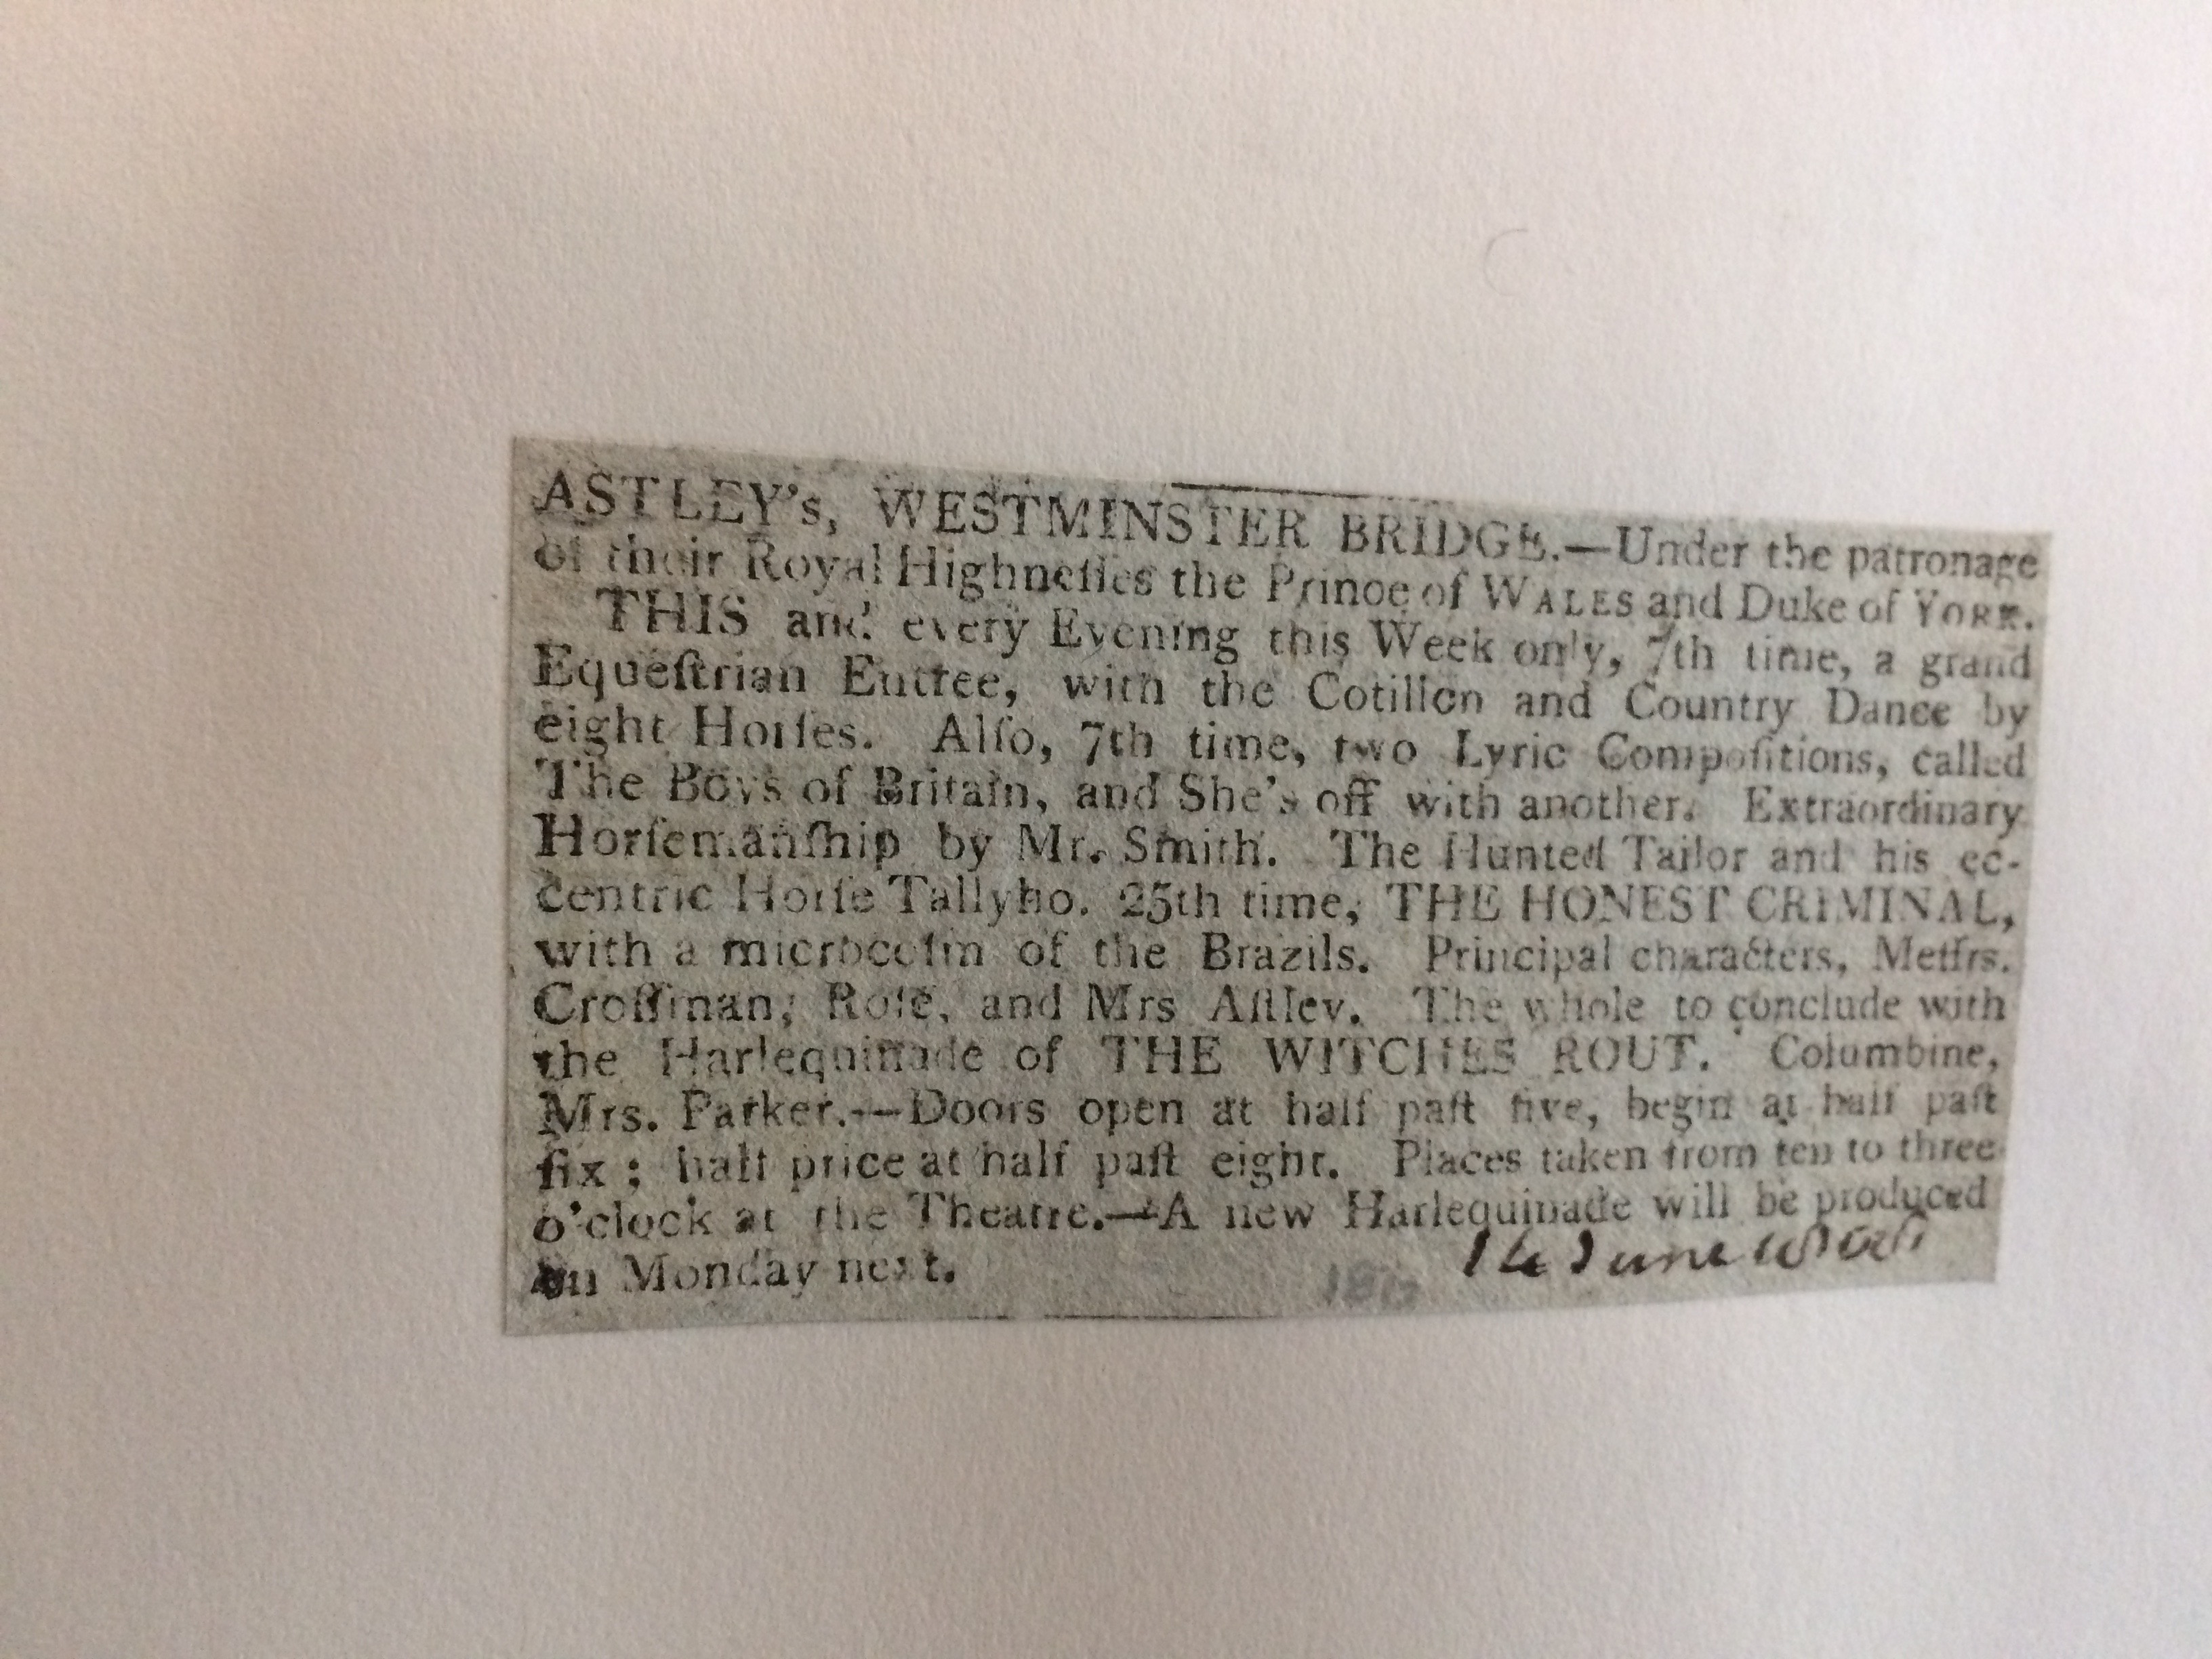 ASTLEY's, WESTMINSTER BRIDGE.—Under the patronage
of their Royal Highneſſes the Prince of WALES and Duke of YORK.
THIS and every Evening this Week only, 7th time, a grand
Equeſtrian Entree, with the Cotillon and Country Dance by
eight Horſes. Alſo, 7th time, two Lyric Compoſitions, called
The Boys of Britain, and She's off with another. Extraordinary
Horſemanſhip by Mr. Smith. The Hunted Tailor and his ec-
centric Horſe Tallyho. 25th time, THE HONEST CRIMINAL,
with a microcoſm of the Brazils. Principal characters, Meſſrs.
Croſſman, Roſe, and Mrs Aſtley. The whole to conclude with
the Harlequinade of THE WITCHES ROUT. Columbine,
Mrs. Parker.—Doors open at half paſt five, begin at half paſt
ſix ; half price at half paſt eight. Places taken from ten to three
o'clock at the Theatre.—A new Harlequinade will be produced
on Monday next.
June